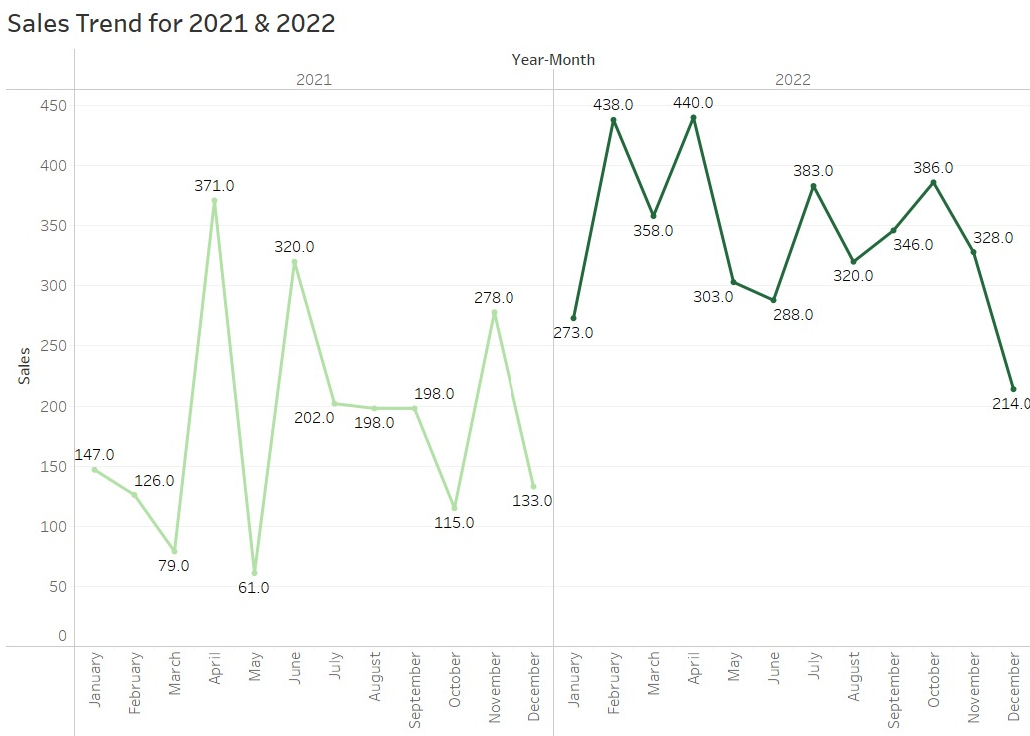 Sales Trend for 2021 & 2022
Year-Month
2021 2022
450
400
350
300
250
200
150
100
50
0
Sales
147.0
126.0
79.0
371.0
61.0
320.0
202.0
198.0
198.0
115.0
278.0
133.0
273.0
438.0
358.0
440.0
303.0
288.0
383.0
320.0
346.0
386.0
328.0
214.0
January
February
March
April
May
June
July
August
September
October
November
December
January
February
March
April
May
June
July
August
September
October
November
December